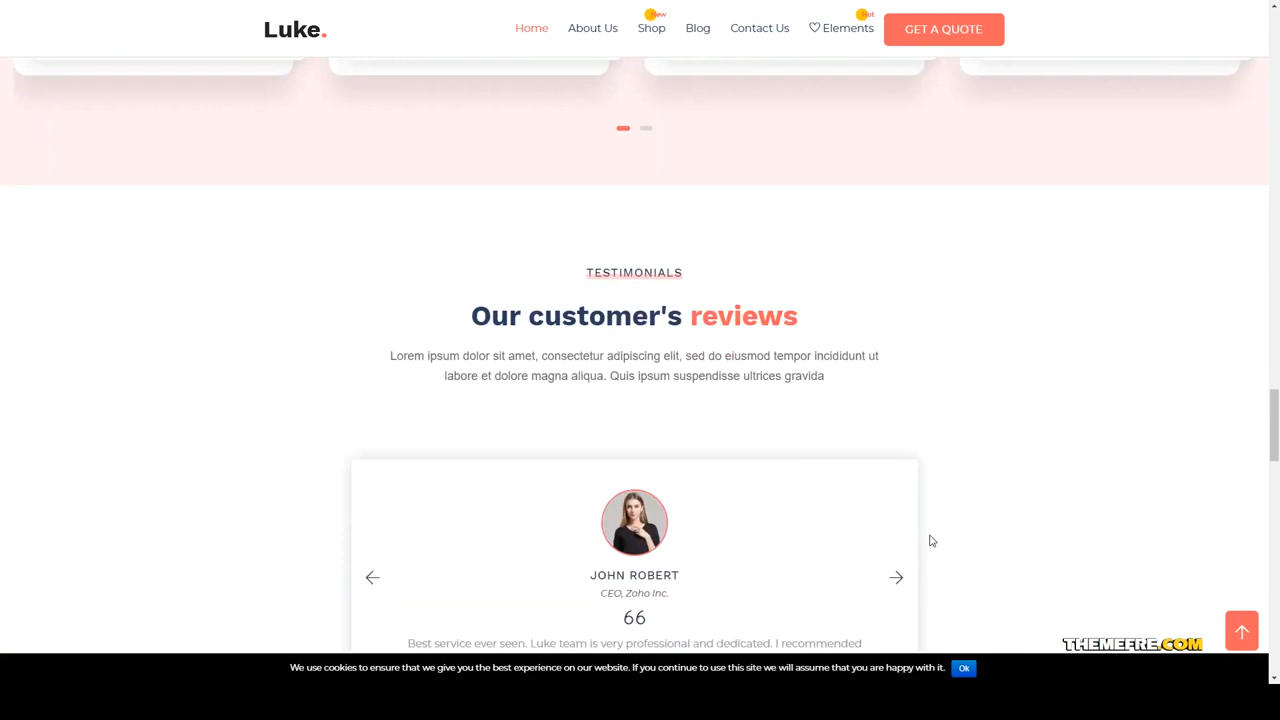 Luke.
Home
About Us
New
Shop
Blog
Contact Us
Hot
Elements
GET A QUOTE
TESTIMONIALS
Our customer's reviews
Lorem ipsum dolor sit amet, consectetur adipiscing elit, sed do eiusmod tempor incididunt ut
labore et dolore magna aliqua. Quis ipsum suspendisse ultrices gravida
JOHN ROBERT
CEO, Zoho Inc.
66
Best service ever seen. Luke team is very professional and dedicated. I recommended
THEMEFRE.COM
We use cookies to ensure that we give you the best experience on our website. If you continue to use this site we will assume that you are happy with it.
Ok